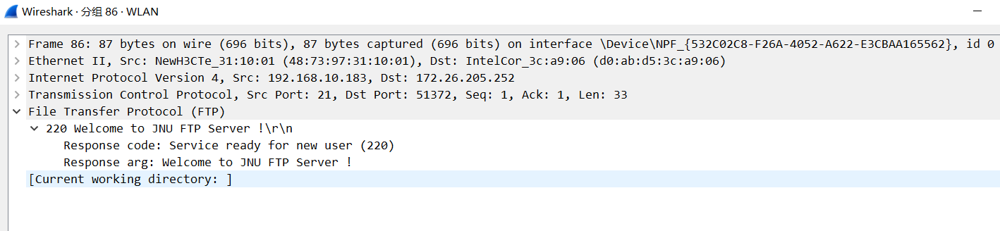 Wireshark · 分组 86 · WLAN
Frame 86: 87 bytes on wire (696 bits), 87 bytes captured (696 bits) on interface \Device\NPF_{532C02C8-F26A-4052-A622-E3CBAA165562}, id 0
Ethernet II, Src: NewH3CTe_31:10:01 (48:73:97:31:10:01), Dst: IntelCor_3c:a9:06 (d0:ab:d5:3c:a9:06)
Internet Protocol Version 4, Src: 192.168.10.183, Dst: 172.26.205.252
Transmission Control Protocol, Src Port: 21, Dst Port: 51372, Seq: 1, Ack: 1, Len: 33
File Transfer Protocol (FTP)
220 Welcome to JNU FTP Server !\r\n
Response code: Service ready for new user (220)
Response arg: Welcome to JNU FTP Server !
[Current working directory: ]